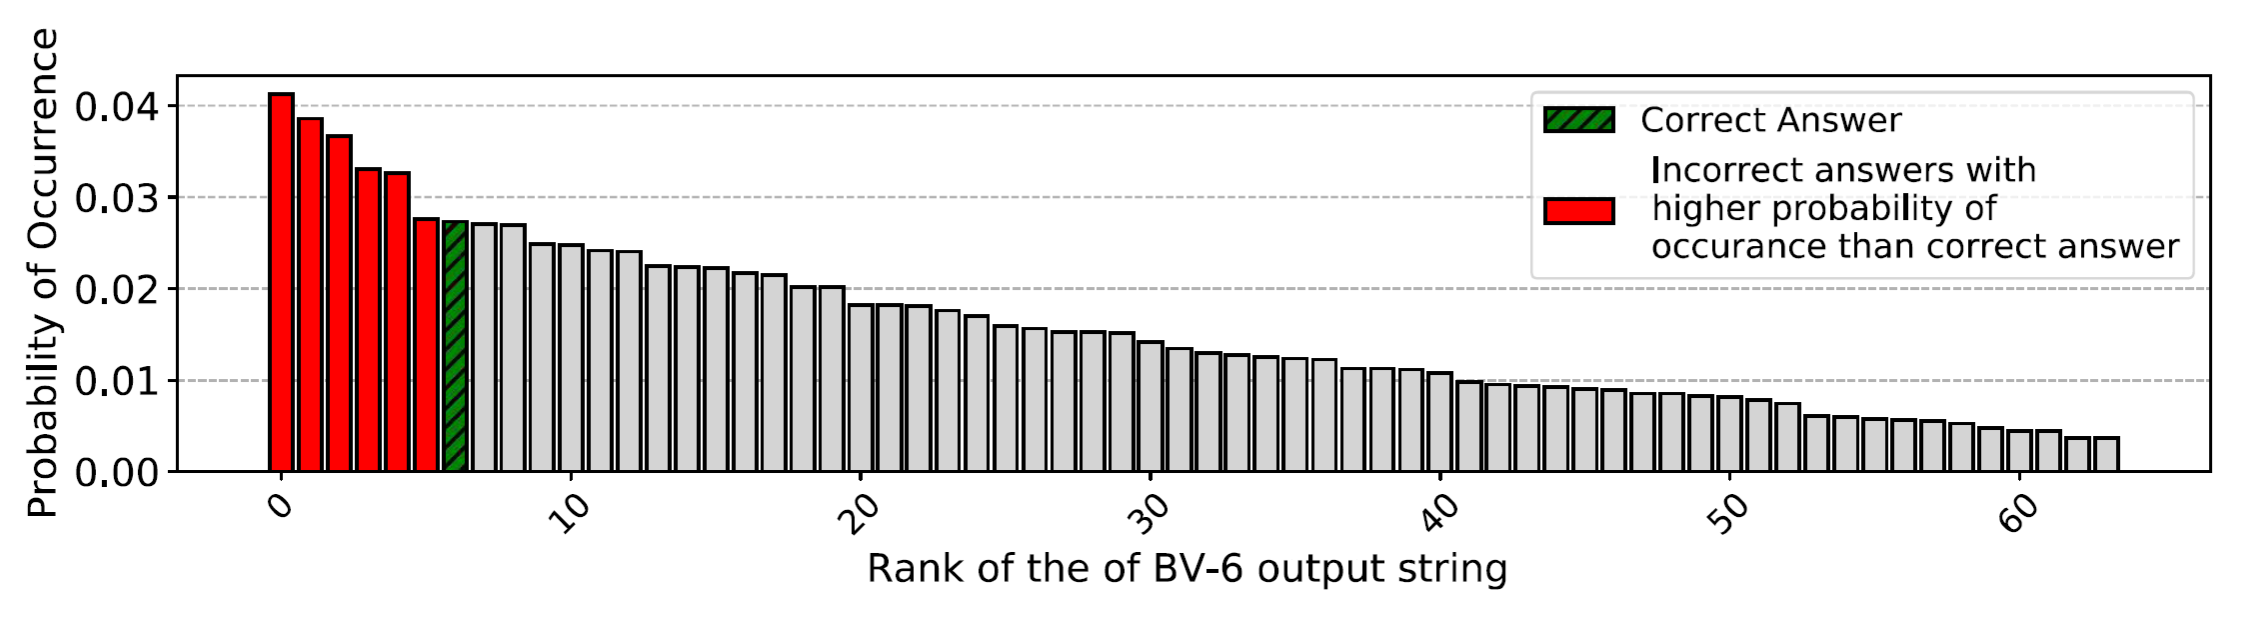 Probability of Occurrence
0.04
0.03
0.02
0.01
0.00
Correct Answer
Incorrect answers with
higher probability of
occurance than correct answer
0 10 20 30 40 50 60
Rank of the of BV-6 output string